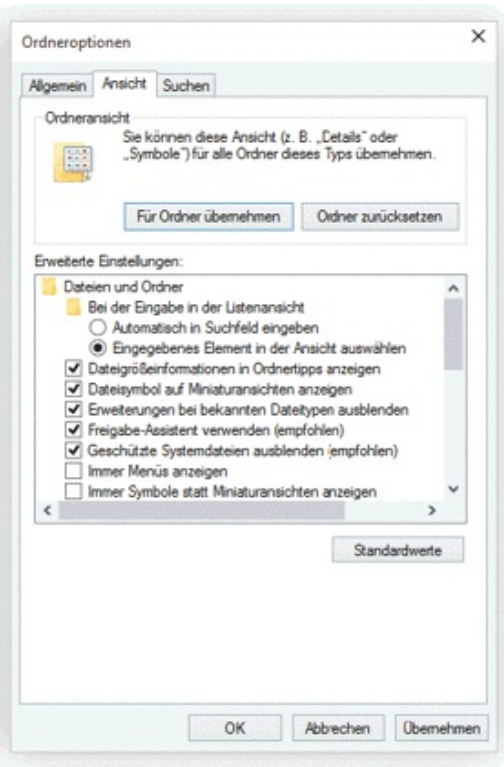 Ordneroptionen
Allgemein Ansicht Suchen
Ordneransicht
Sie können diese Ansicht (z. B. „Details" oder
„Symbole") für alle Ordner dieses Typs übernehmen.
Für Ordner übernehmen Ordner zurücksetzen
Erweiterte Einstellungen:
Dateien und Ordner
Bei der Eingabe in der Listenansicht
Automatisch in Suchfeld eingeben
Eingegebenes Element in der Ansicht auswählen
Dateigrößeinformationen in Ordnertipps anzeigen
Dateisymbol auf Miniaturansichten anzeigen
Erweiterungen bei bekannten Dateitypen ausblenden
Freigabe-Assistent verwenden (empfohlen)
Geschützte Systemdateien ausblenden (empfohlen)
Immer Menüs anzeigen
Immer Symbole statt Miniaturansichten anzeigen
Standardwerte
OK Abbrechen Übernehmen